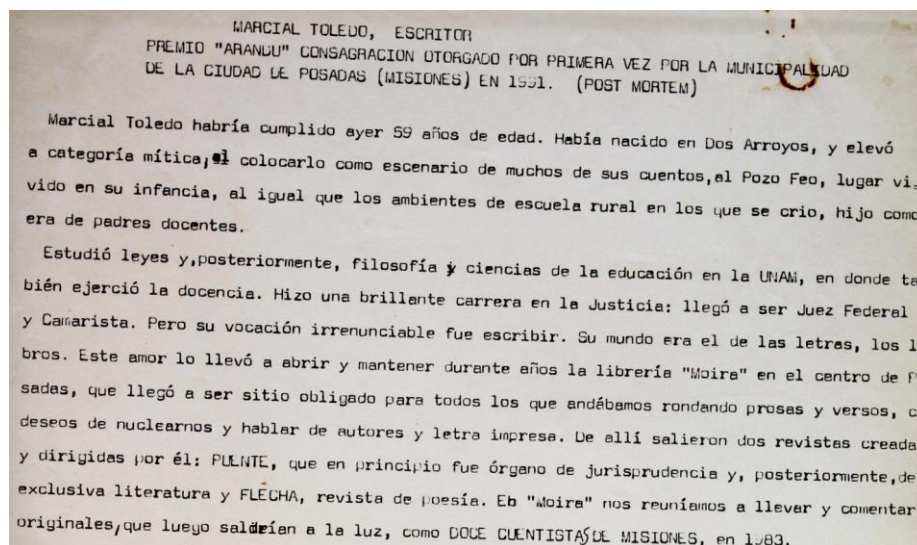 MARCIAL TOLEDO, ESCRITOR
PREMIO "ARANDU" CONSAGRACION OTORGADO POR PRIMERA VEZ POR LA MUNICIPALIDAD
DE LA CIUDAD DE POSADAS (MISIONES) EN 1991. (POST MORTEM)
Marcial Toledo habría cumplido ayer 59 años de edad. Había nacido en Dos Arroyos, y elevó
a categoría mítica, al colocarlo como escenario de muchos de sus cuentos,al Pozo Feo, lugar vi-
vido en su infancia, al igual que los ambientes de escuela rural en los que se crio, hijo como
era de padres docentes.
Estudió leyes y,posteriormente, filosofía y ciencias de la educación en la UNAM, en donde ta
bién ejerció la docencia. Hizo una brillante carrera en la Justicia: llegó a ser Juez Federal
y Camarista. Pero su vocación irrenunciable fue escribir. Su mundo era el de las letras, los l
bros. Este amor lo llevó a abrir y mantener durante años la librería "Moira" en el centro de P
sadas, que llegó a ser sitio obligado para todos los que andábamos rondando prosas y versos, c
deseos de nuclearnos y hablar de autores y letra impresa. De allí salieron dos revistas creada
y dirigidas por él: PUENTE, que en principio fue órgano de jurisprudencia y, posteriormente,de
exclusiva literatura y FLECHA, revista de poesía. Eb "Moira" nos reuníamos a llevar y comentar
originales,que luego saldrían a la luz, como DOCE CUENTISTAS DE MISIONES, en 1983.